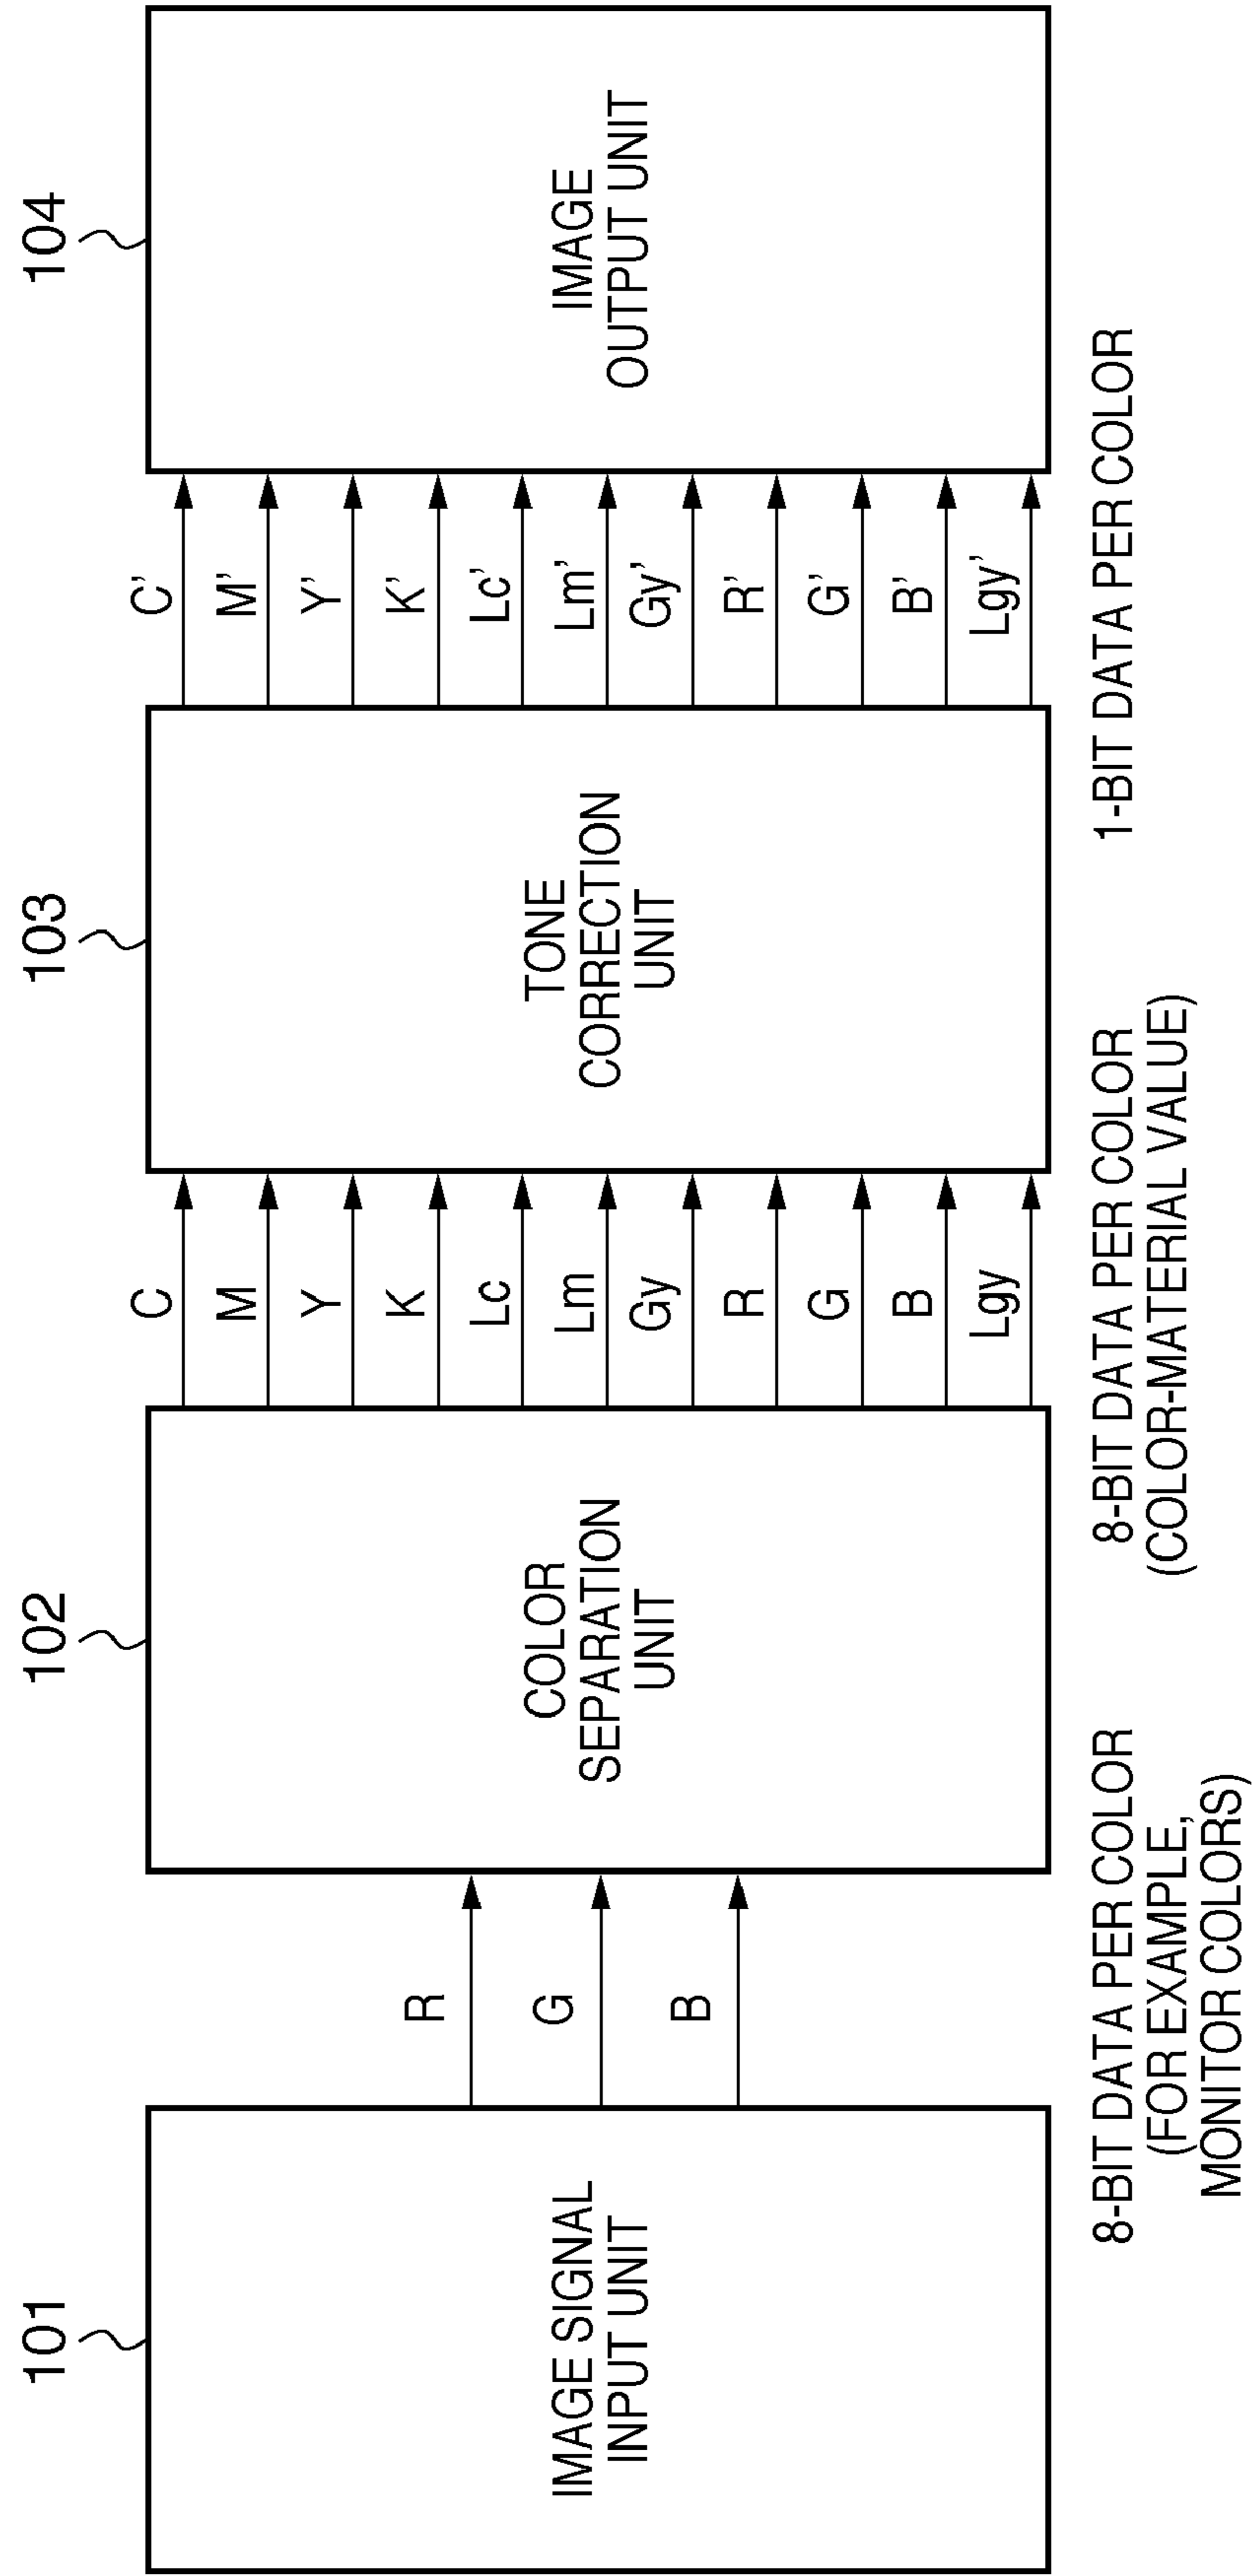 101
102
103
104
IMAGE SIGNAL
INPUT UNIT
R
G
B
COLOR
SEPARATION
UNIT
C
M
Y
K
Lc
Lm
Gy
R
G
B
Lgy
TONE
CORRECTION
UNIT
C'
M'
Y'
K'
Lc'
Lm'
Gy'
R'
G'
B'
Lgy'
IMAGE
OUTPUT UNIT
8-BIT DATA PER COLOR
(FOR EXAMPLE,
MONITOR COLORS)
8-BIT DATA PER COLOR
(COLOR-MATERIAL VALUE)
1-BIT DATA PER COLOR